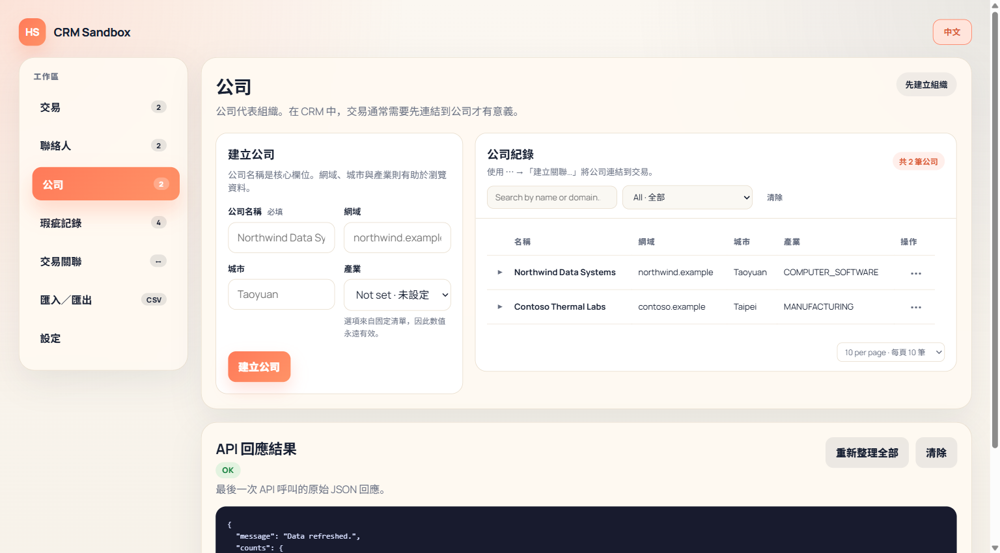 HS
CRM Sandbox
中文
工作區
交易
2
聯絡人
2
公司
2
瑕疵記錄
4
交易關聯
↔
匯入／匯出
CSV
設定
公司
先建立組織
公司代表組織。在 CRM 中，交易通常需要先連結到公司才有意義。
建立公司
公司名稱是核心欄位。網域、城市與產業則有助於瀏覽
資料。
公司名稱 必填
網域
Northwind Data Sy
northwind.example
城市
產業
Taoyuan
Not set · 未設定
選項來自固定清單，因此數值
永遠有效。
建立公司
公司紀錄
共 2 筆公司
使用 ⋯ → 「建立關聯…」將公司連結到交易。
Search by name or domain.
All · 全部
清除
名稱 網域 城市 產業 操作
▸ Northwind Data Systems northwind.example Taoyuan COMPUTER_SOFTWARE ⋯
▸ Contoso Thermal Labs contoso.example Taipei MANUFACTURING ⋯
10 per page · 每頁 10 筆
API 回應結果
重新整理全部
清除
OK
最後一次 API 呼叫的原始 JSON 回應。
{
"message": "Data refreshed.",
"counts": {